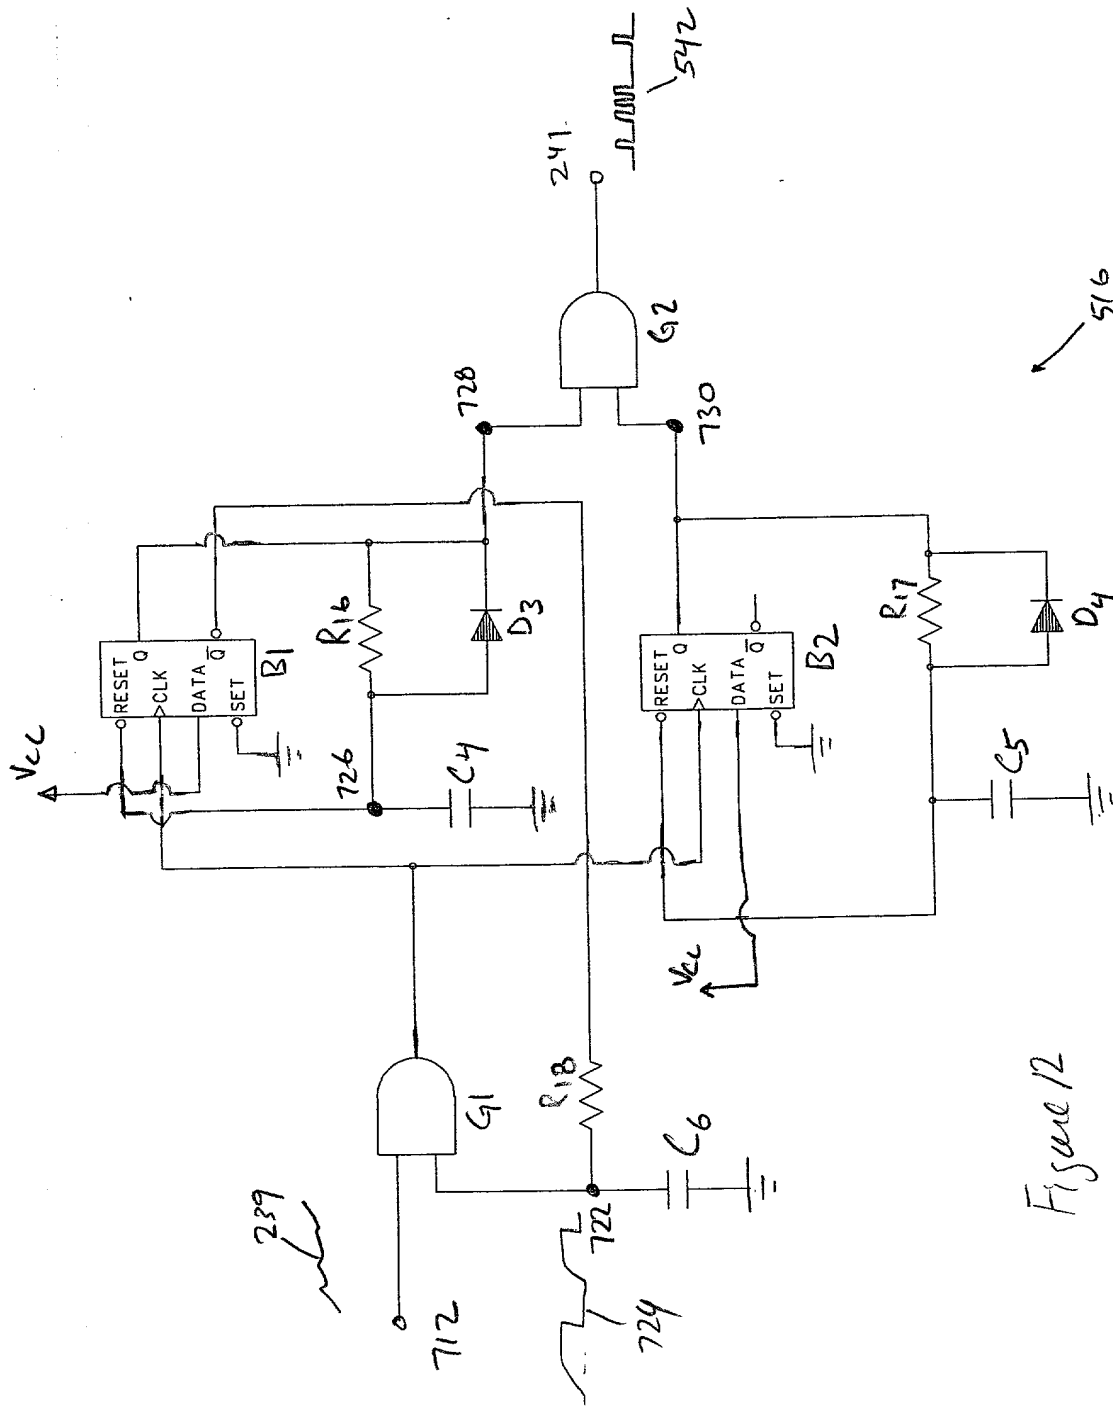 Vcc
RESET
Q
CLK
DATA
Q
SET
B1
R16
D3
726
C4
728
G2
241
542
730
239
712
G1
722
724
R18
C6
Vcc
RESET
Q
CLK
DATA
Q
SET
B2
R17
D4
C5
516
Figure 12